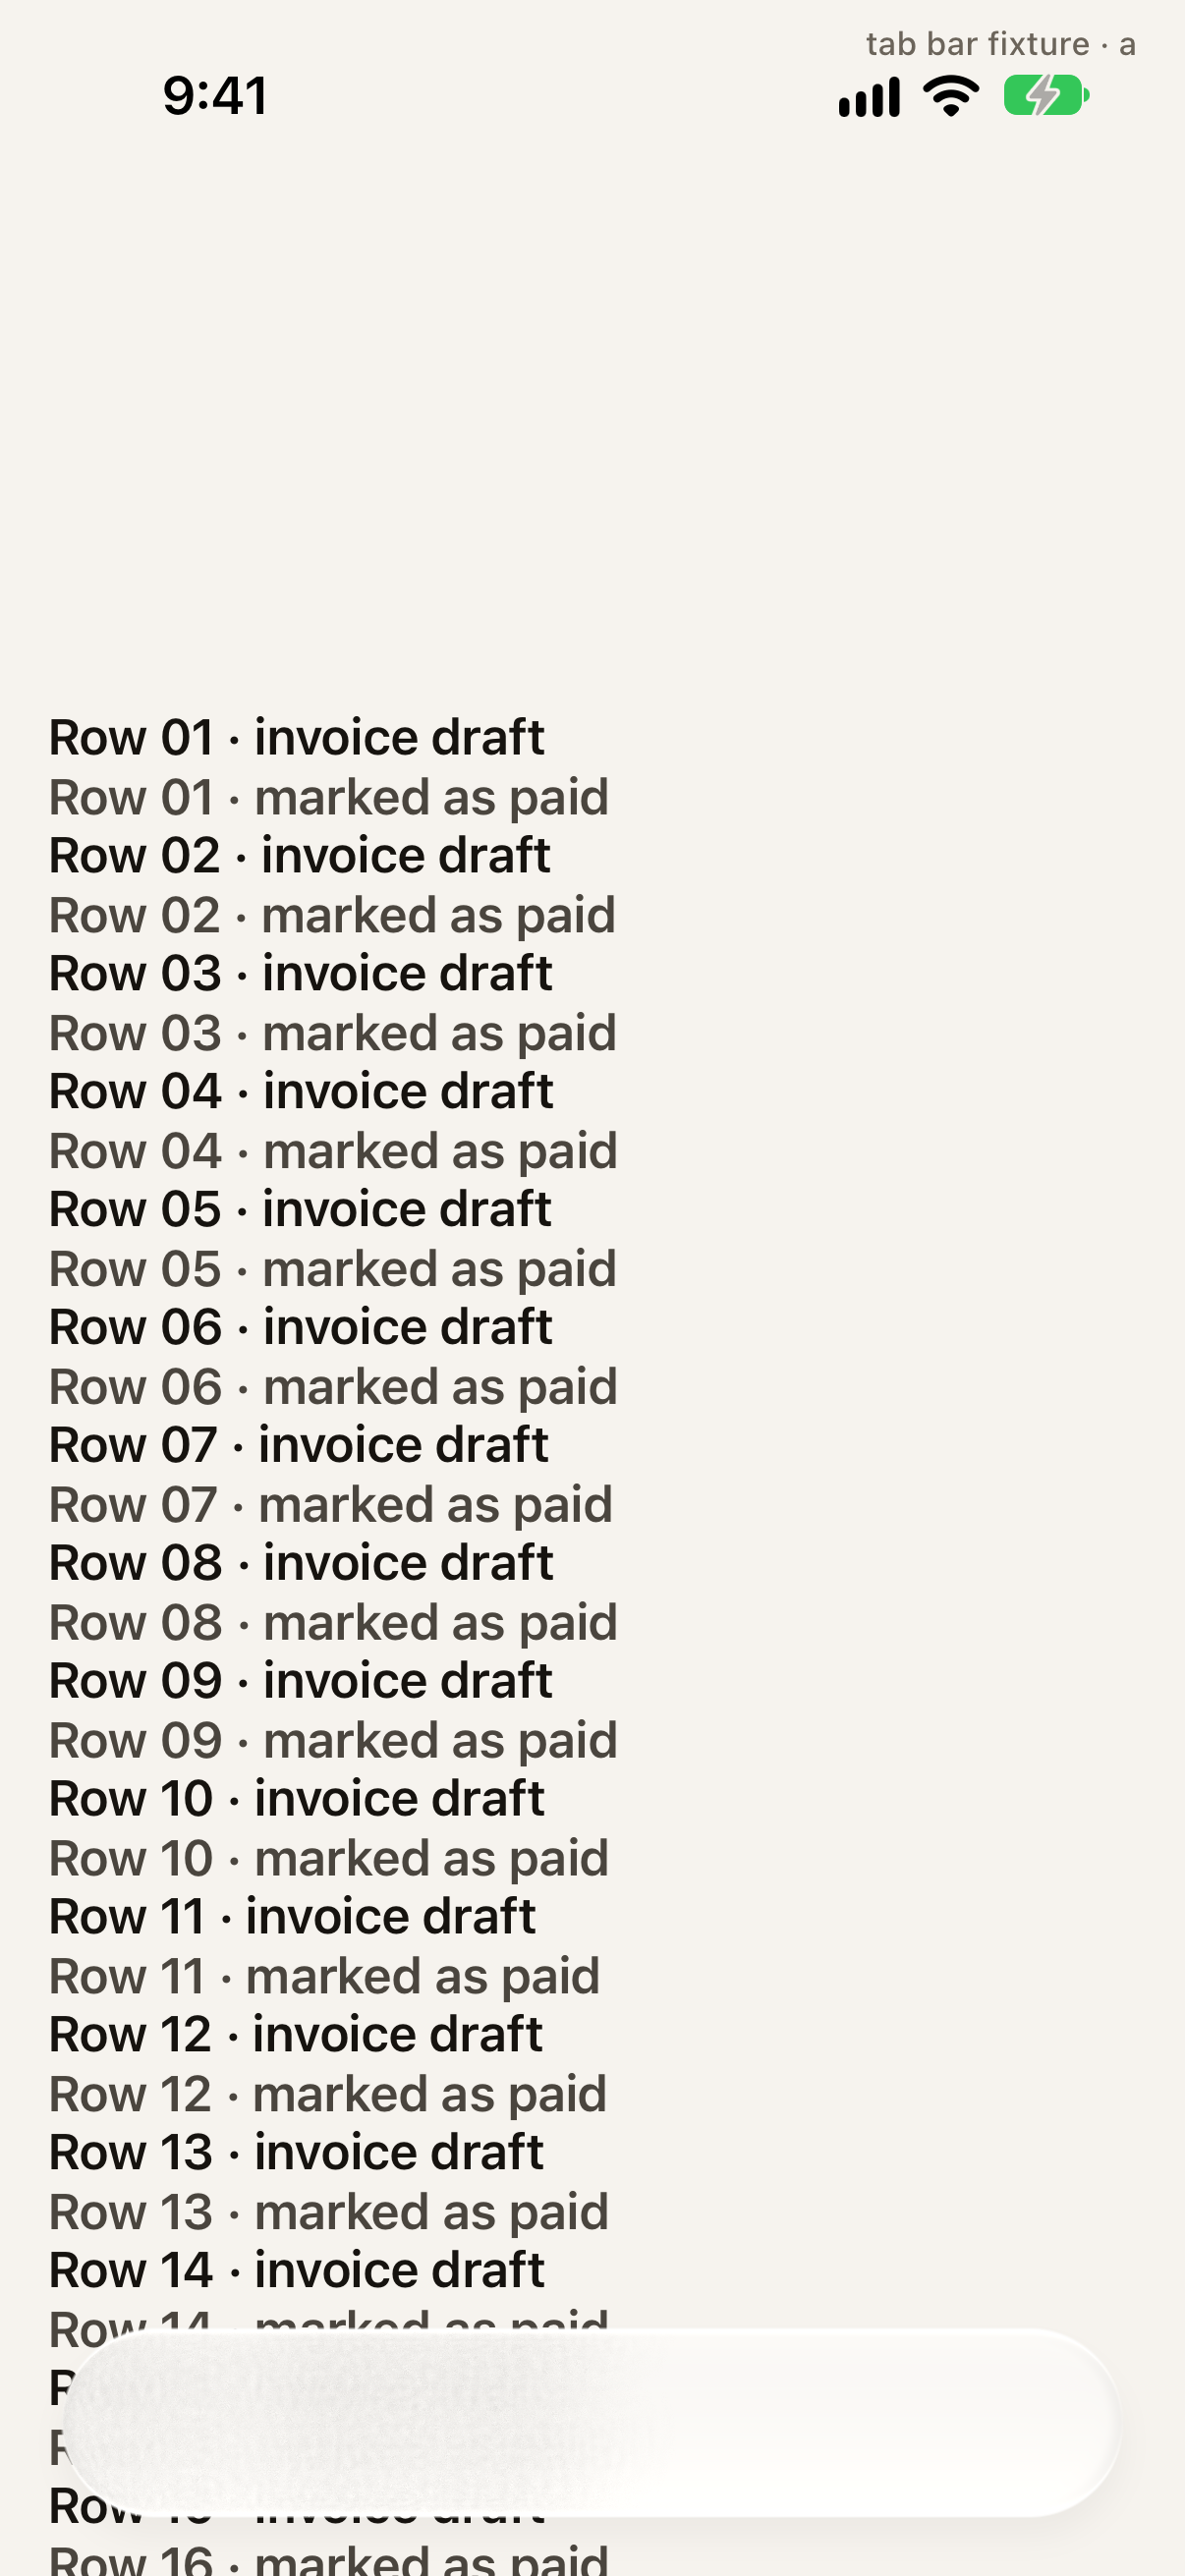 tab bar fixture · a
9:41
Row 01 · invoice draft
Row 01 · marked as paid
Row 02 · invoice draft
Row 02 · marked as paid
Row 03 · invoice draft
Row 03 · marked as paid
Row 04 · invoice draft
Row 04 · marked as paid
Row 05 · invoice draft
Row 05 · marked as paid
Row 06 · invoice draft
Row 06 · marked as paid
Row 07 · invoice draft
Row 07 · marked as paid
Row 08 · invoice draft
Row 08 · marked as paid
Row 09 · invoice draft
Row 09 · marked as paid
Row 10 · invoice draft
Row 10 · marked as paid
Row 11 · invoice draft
Row 11 · marked as paid
Row 12 · invoice draft
Row 12 · marked as paid
Row 13 · invoice draft
Row 13 · marked as paid
Row 14 · invoice draft
Row 14 · marked as paid
Row
Row 16 · marked as paid